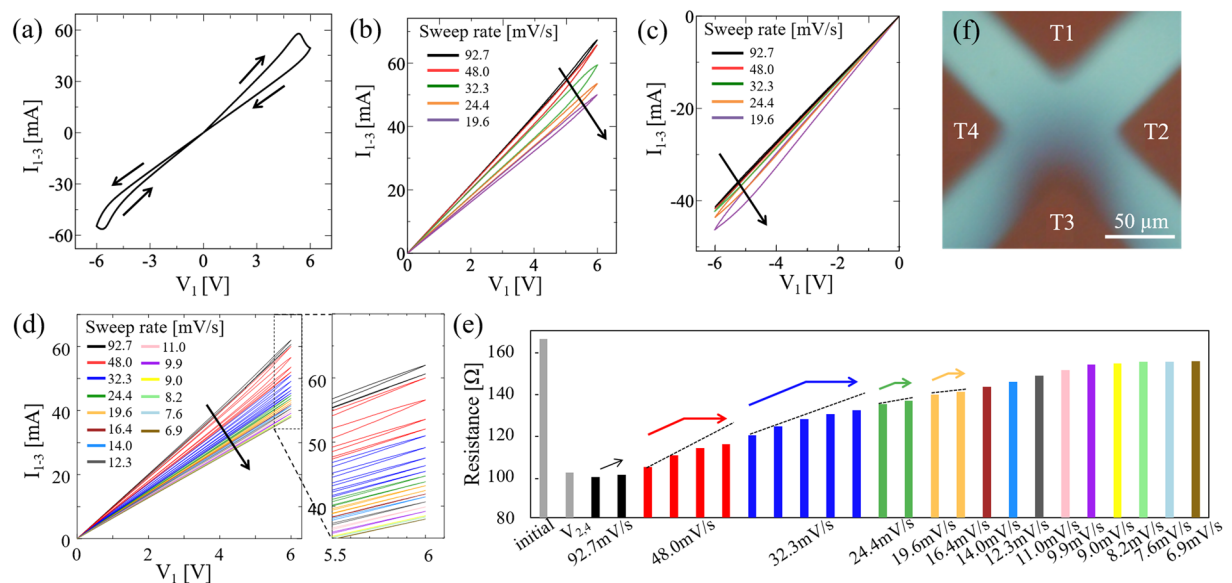 (a)
60
30
0
-30
-60
I1-3 [mA]
-6 -3 0 3 6
V1 [V]
(b)
Sweep rate [mV/s]
92.7
48.0
32.3
24.4
19.6
60
40
20
0
I1-3 [mA]
0 2 4 6
V1 [V]
(c)
Sweep rate [mV/s]
92.7
48.0
32.3
24.4
19.6
0
-20
-40
I1-3 [mA]
-6 -4 -2 0
V1 [V]
(f)
T1
T4 T2
T3
50 μm
(d)
Sweep rate [mV/s]
92.7 11.0
48.0 9.9
32.3 9.0
24.4 8.2
19.6 7.6
16.4 6.9
14.0
12.3
60
40
20
0
I1-3 [mA]
0 2 4 6
V1 [V]
60
50
40
5.5 6
(e)
160
140
120
100
80
Resistance [Ω]
initial
V2,4
92.7mV/s
48.0mV/s
32.3mV/s
24.4mV/s
19.6mV/s
16.4mV/s
14.0mV/s
12.3mV/s
11.0mV/s
9.9mV/s
9.0mV/s
8.2mV/s
7.6mV/s
6.9mV/s